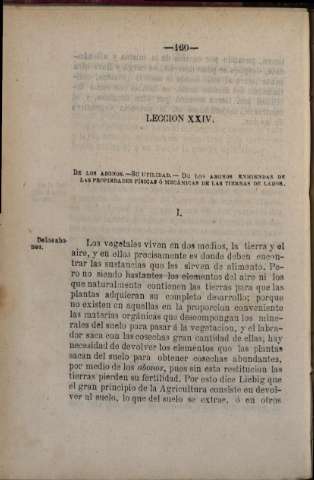 —160—
LECCION XXIV.
DE LOS ABONOS.—SU UTILIDAD.—DE LOS ABONOS ENMIENDAS DE
LAS PROPIEDADES FÍSICAS Ó MECÁNICAS DE LAS TIERRAS DE LABOR.
I.
De los abo-
nos.
Los vegetales viven en dos medios, la tierra y el
aire, y en ellos precisamente es donde deben encon-
trar las sustancias que les sirven de alimento. Pe-
ro no siendo bastantes los elementos del aire ni los
que naturalmente contienen las tierras para que las
plantas adquieran su completo desarrollo; porque
no existen en aquellas en la proporcion conveniente
las materias orgánicas que descompongan los mine-
rales del suelo para pasar á la vegetacion, y el labra-
dor saca con las cosechas gran cantidad de ellas, hay
necesidad de devolver los elementos que las plantas
sacan del suelo para obtener cosechas abundantes,
por medio de los abonos, pues sin esta restitucion las
tierras pierden su fertilidad. Por esto dice Liebig que
el gran principio de la Agricultura consiste en devol-
ver al suelo, lo que del suelo se extrae, ó en otros